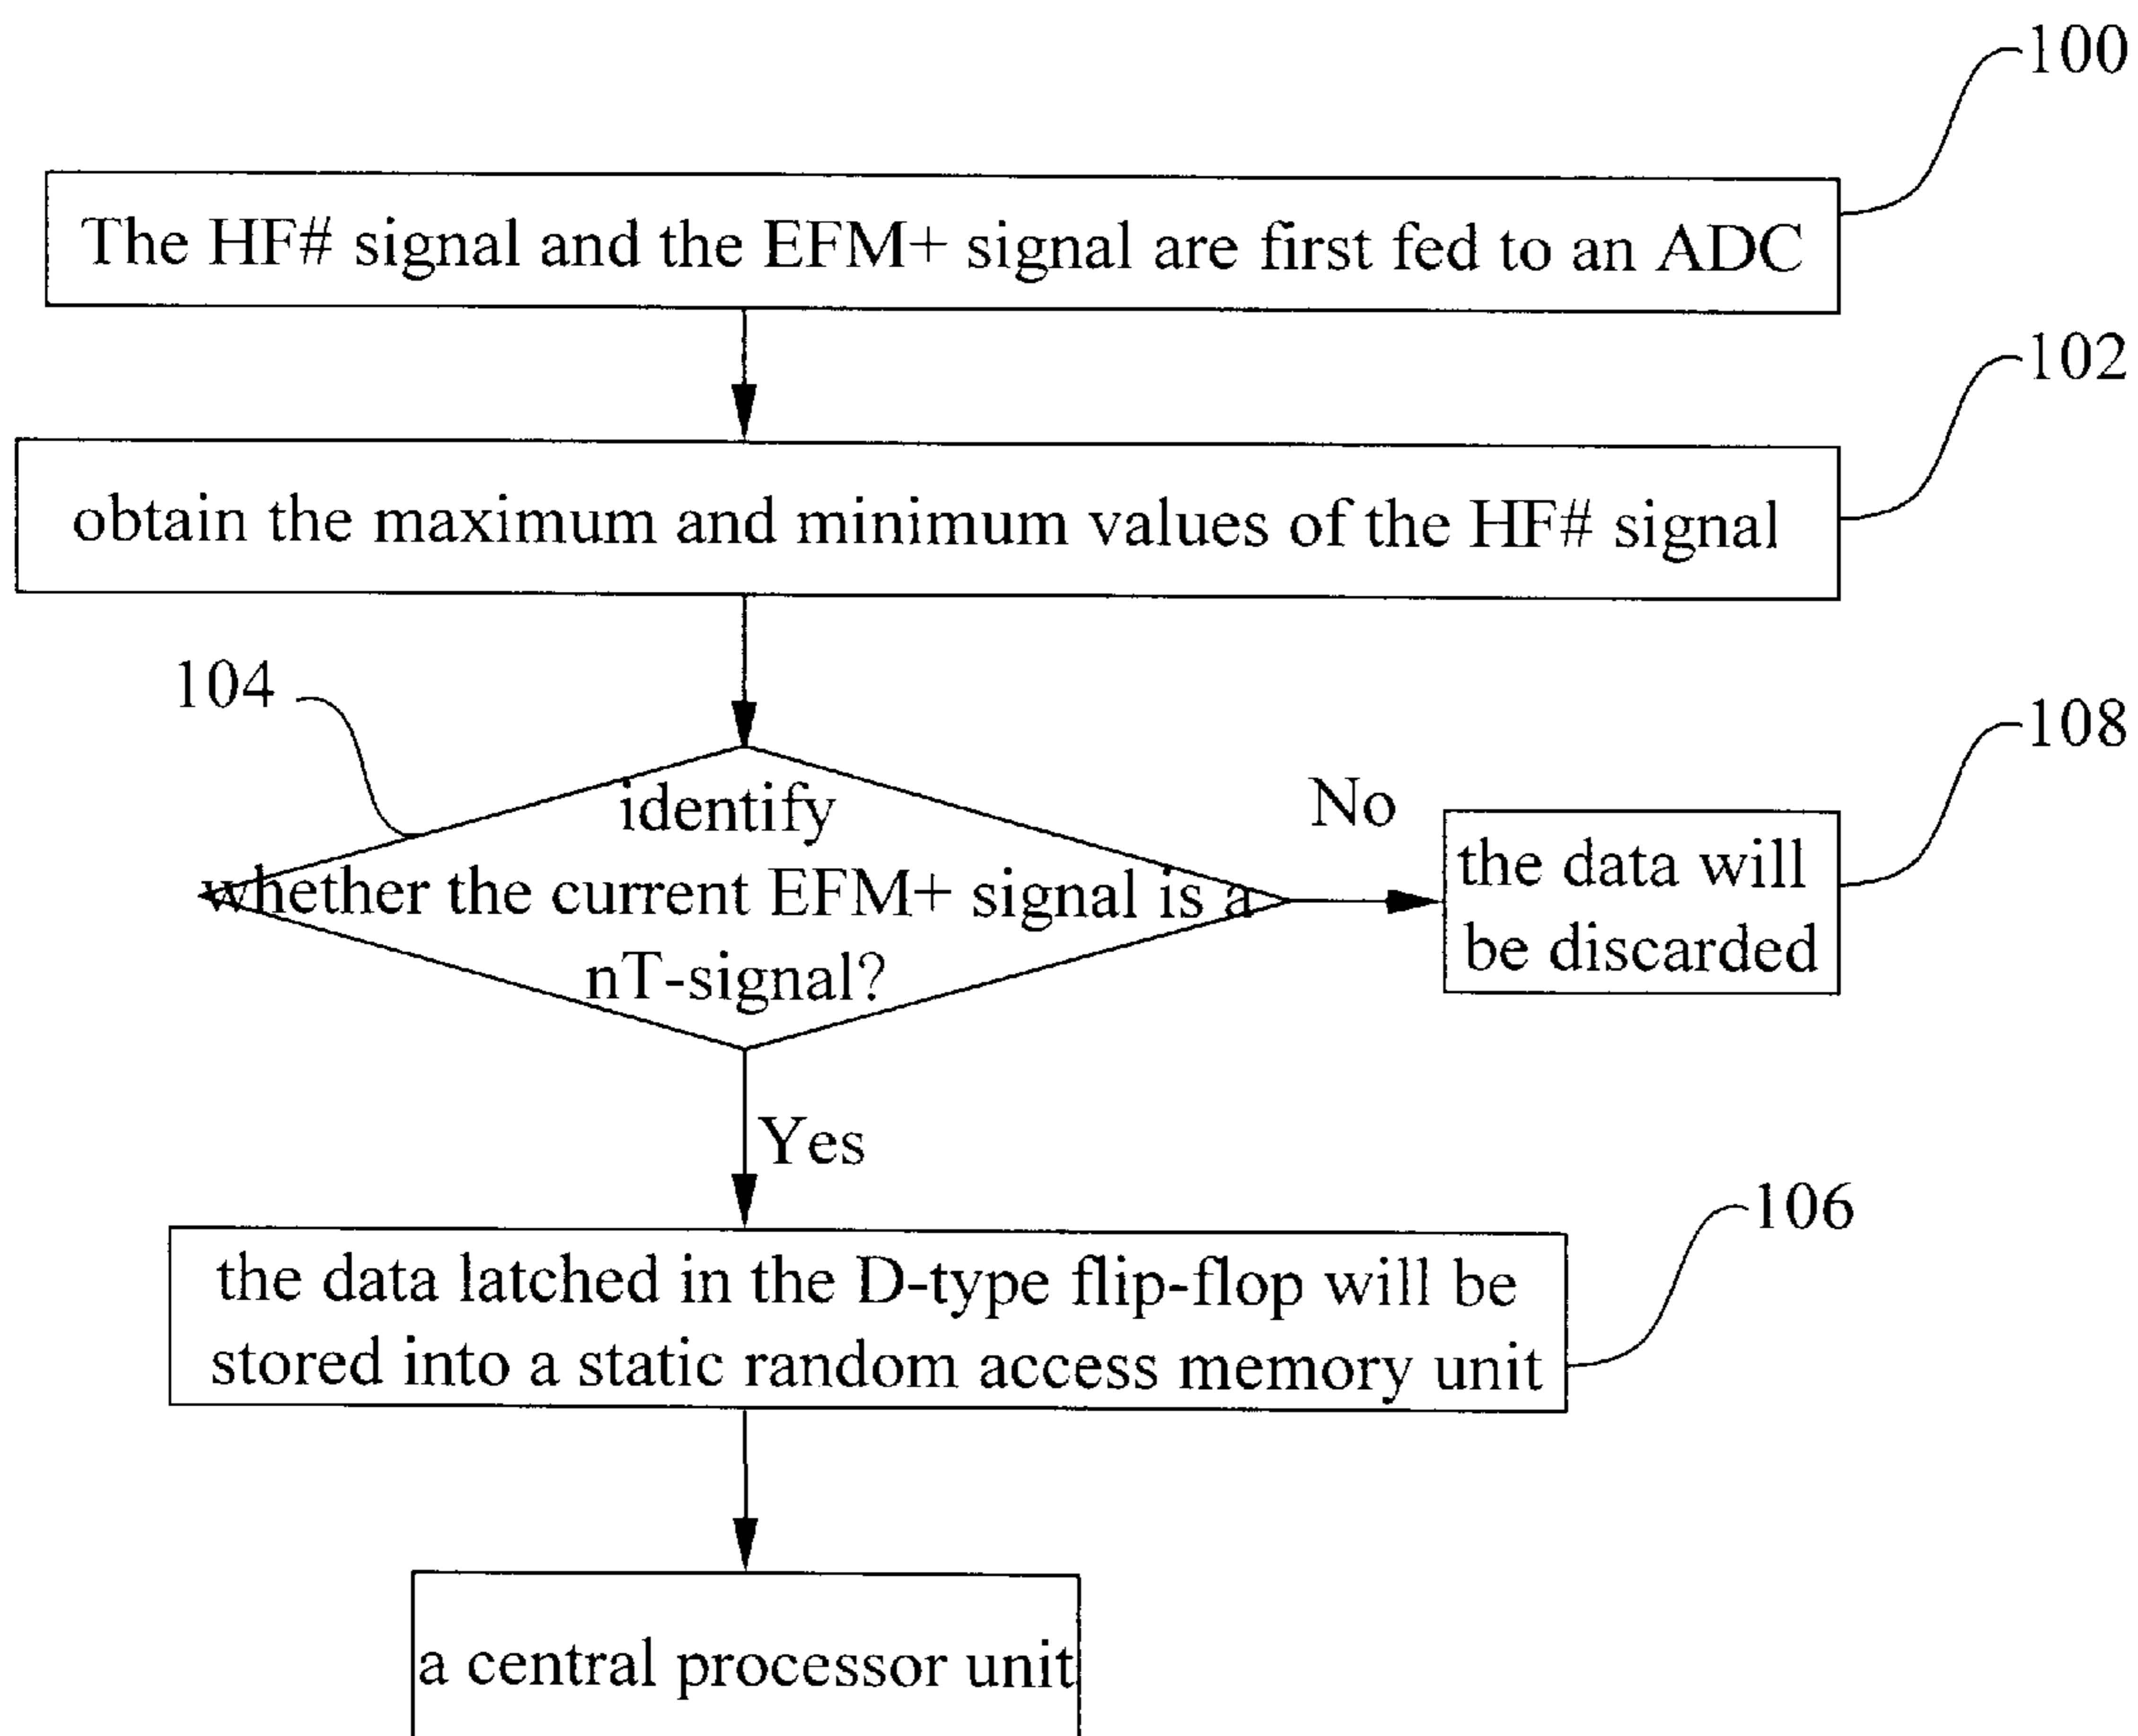 100
The HF# signal and the EFM+ signal are first fed to an ADC
102
obtain the maximum and minimum values of the HF# signal
104
108
identify
whether the current EFM+ signal is a
nT-signal?
No
the data will
be discarded
Yes
106
the data latched in the D-type flip-flop will be
stored into a static random access memory unit
a central processor unit